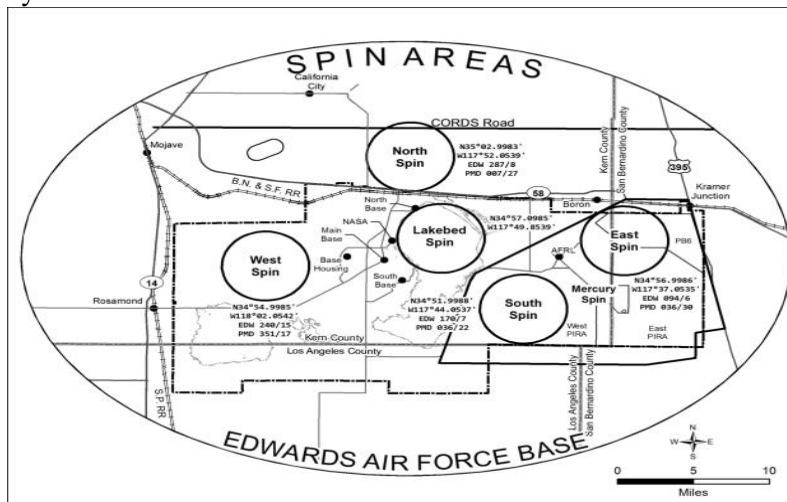 SPIN AREAS
California
City
CORDS Road
Mojave
North
Spin
N35°02.9983'
W117°52.0539'
EDW 287/8
PMD 007/27
Kern County
San Bernardino County
395
B.N. & S.F. RR
58
Kramer
Junction
North
Base
Boron
NASA
Main
Base
Lakebed
Spin
N34°57.0985'
W117°49.8539'
East
Spin
PB6
West
Spin
Base
Housing
South
Base
AFRL
14
Mercury
Spin
N34°56.9986'
W117°37.0535'
EDW 094/6
PMD 036/30
Rosamond
N34°54.9985'
W118°02.0542'
EDW 240/15
PMD 351/17
N34°51.9988'
W117°44.0537'
EDW 170/7
PMD 036/22
South
Spin
West
PIRA
East
PIRA
Kern County
Los Angeles County
Los Angeles County
San Bernardino County
S.P. RR
EDWARDS AIR FORCE BASE
N
W
E
S
0
5
10
Miles